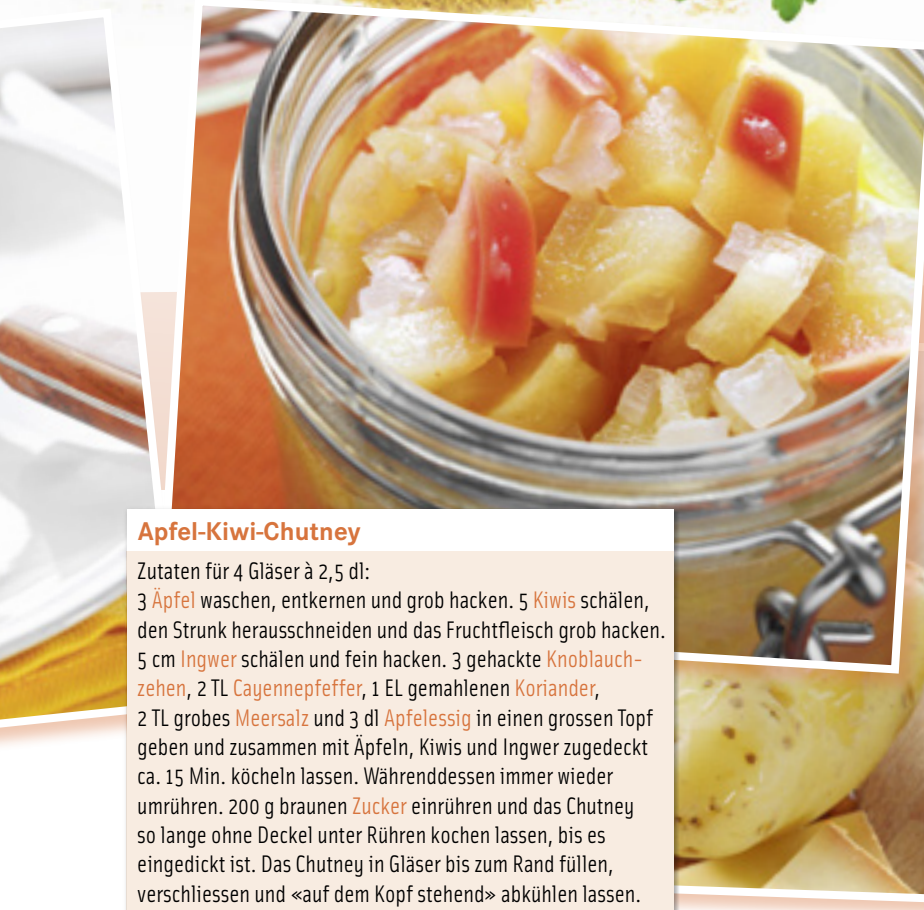 Apfel-Kiwi-Chutney
Zutaten für 4 Gläser à 2,5 dl:
3 Äpfel waschen, entkernen und grob hacken. 5 Kiwis schälen,
den Strunk herausschneiden und das Fruchtfleisch grob hacken.
5 cm Ingwer schälen und fein hacken. 3 gehackte Knoblauch-
zehen, 2 TL Cayennepfeffer, 1 EL gemahlenen Koriander,
2 TL grobes Meersalz und 3 dl Apfelessig in einen grossen Topf
geben und zusammen mit Äpfeln, Kiwis und Ingwer zugedeckt
ca. 15 Min. köcheln lassen. Währenddessen immer wieder
umrühren. 200 g braunen Zucker einrühren und das Chutney
so lange ohne Deckel unter Rühren kochen lassen, bis es
eingedickt ist. Das Chutney in Gläser bis zum Rand füllen,
verschliessen und «auf dem Kopf stehend» abkühlen lassen.